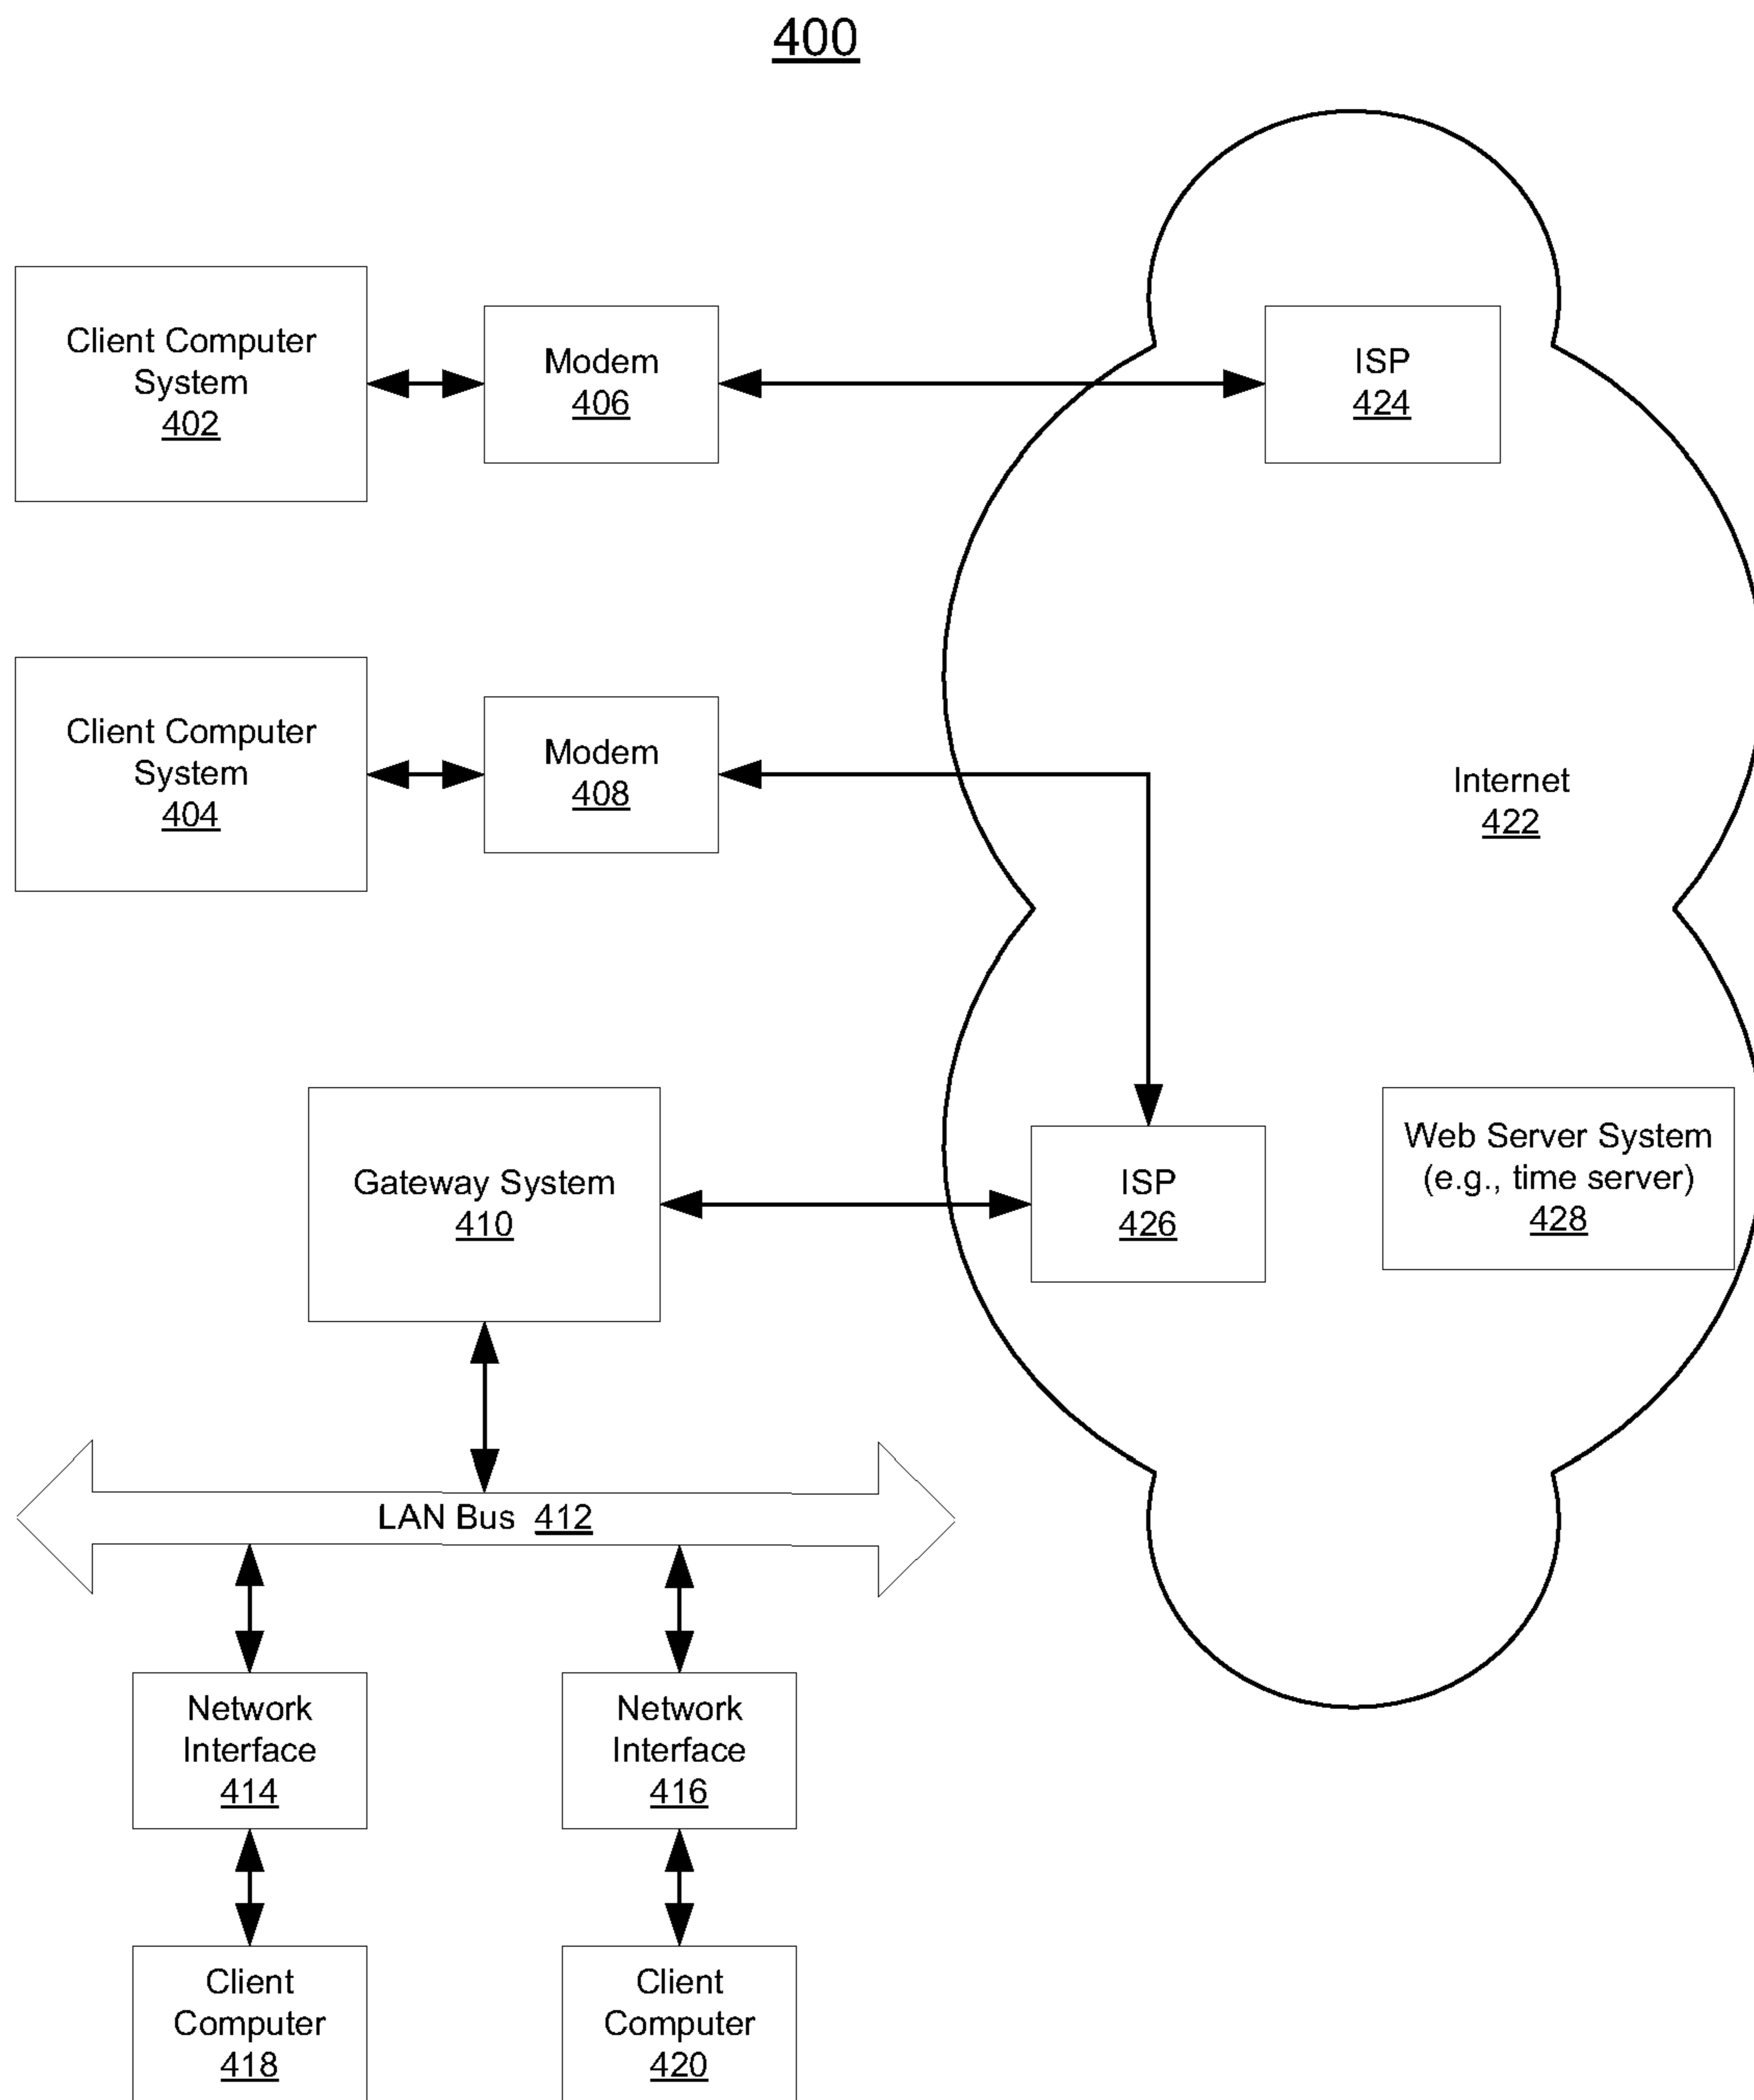 400
Client Computer
System
402
Modem
406
ISP
424
Client Computer
System
404
Modem
408
Internet
422
Gateway System
410
ISP
426
Web Server System
(e.g., time server)
428
LAN Bus 412
Network
Interface
414
Network
Interface
416
Client
Computer
418
Client
Computer
420